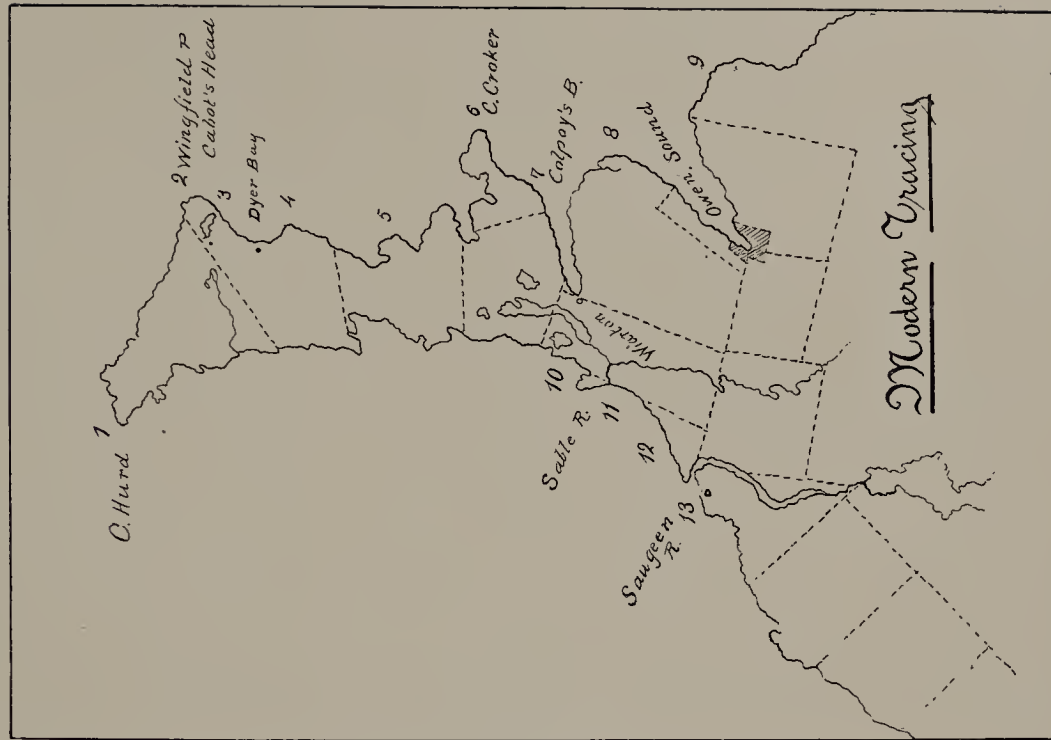 C. Hurd
1
2 Wingfield P
Cabot's Head
3
Dyer Bay
4
5
6
C. Croker
7
Colpoy's B.
8
Owen. Sound
9
Wiarton
10
Sable R.
11
12
Saugeen
R.
13
Modern Tracing